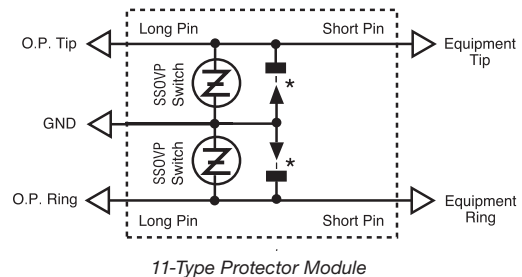 Long Pin
Short Pin
O.P. Tip
Equipment
Tip
SSOVP
Switch
*
GND
SSOVP
Switch
*
O.P. Ring
Equipment
Ring
Long Pin
Short Pin
11-Type Protector Module